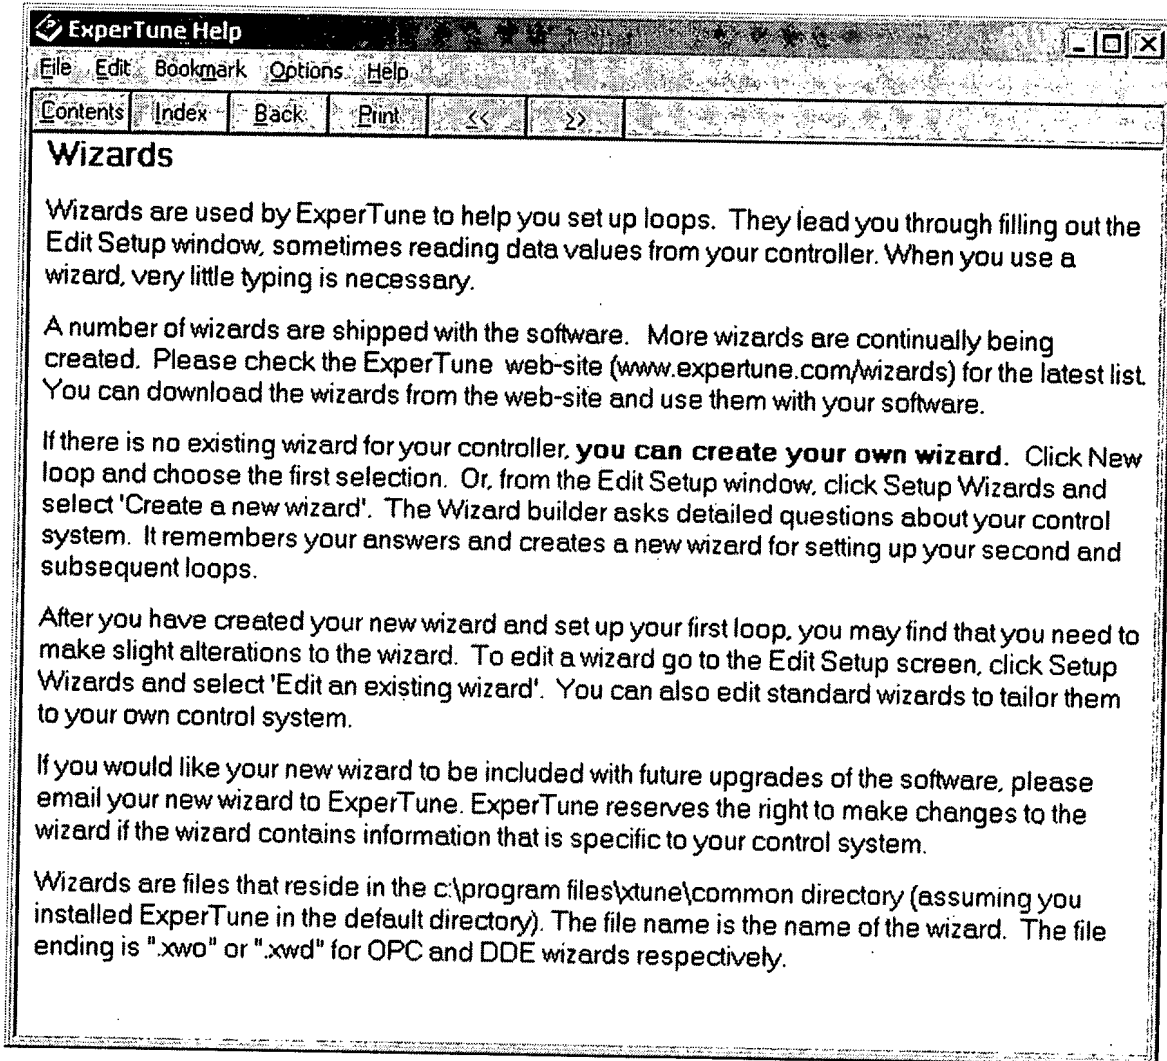 ExperTune Help
File Edit Bookmark Options Help
Contents Index Back Print << >>
Wizards
Wizards are used by ExperTune to help you set up loops. They lead you through filling out the
Edit Setup window, sometimes reading data values from your controller. When you use a
wizard, very little typing is necessary.
A number of wizards are shipped with the software. More wizards are continually being
created. Please check the ExperTune web-site (www.expertune.com/wizards) for the latest list.
You can download the wizards from the web-site and use them with your software.
If there is no existing wizard for your controller, you can create your own wizard. Click New
loop and choose the first selection. Or, from the Edit Setup window, click Setup Wizards and
select 'Create a new wizard'. The Wizard builder asks detailed questions about your control
system. It remembers your answers and creates a new wizard for setting up your second and
subsequent loops.
After you have created your new wizard and set up your first loop, you may find that you need to
make slight alterations to the wizard. To edit a wizard go to the Edit Setup screen, click Setup
Wizards and select 'Edit an existing wizard'. You can also edit standard wizards to tailor them
to your own control system.
If you would like your new wizard to be included with future upgrades of the software, please
email your new wizard to ExperTune. ExperTune reserves the right to make changes to the
wizard if the wizard contains information that is specific to your control system.
Wizards are files that reside in the c:\program files\xtune\common directory (assuming you
installed ExperTune in the default directory). The file name is the name of the wizard. The file
ending is ".xwo" or ".xwd" for OPC and DDE wizards respectively.